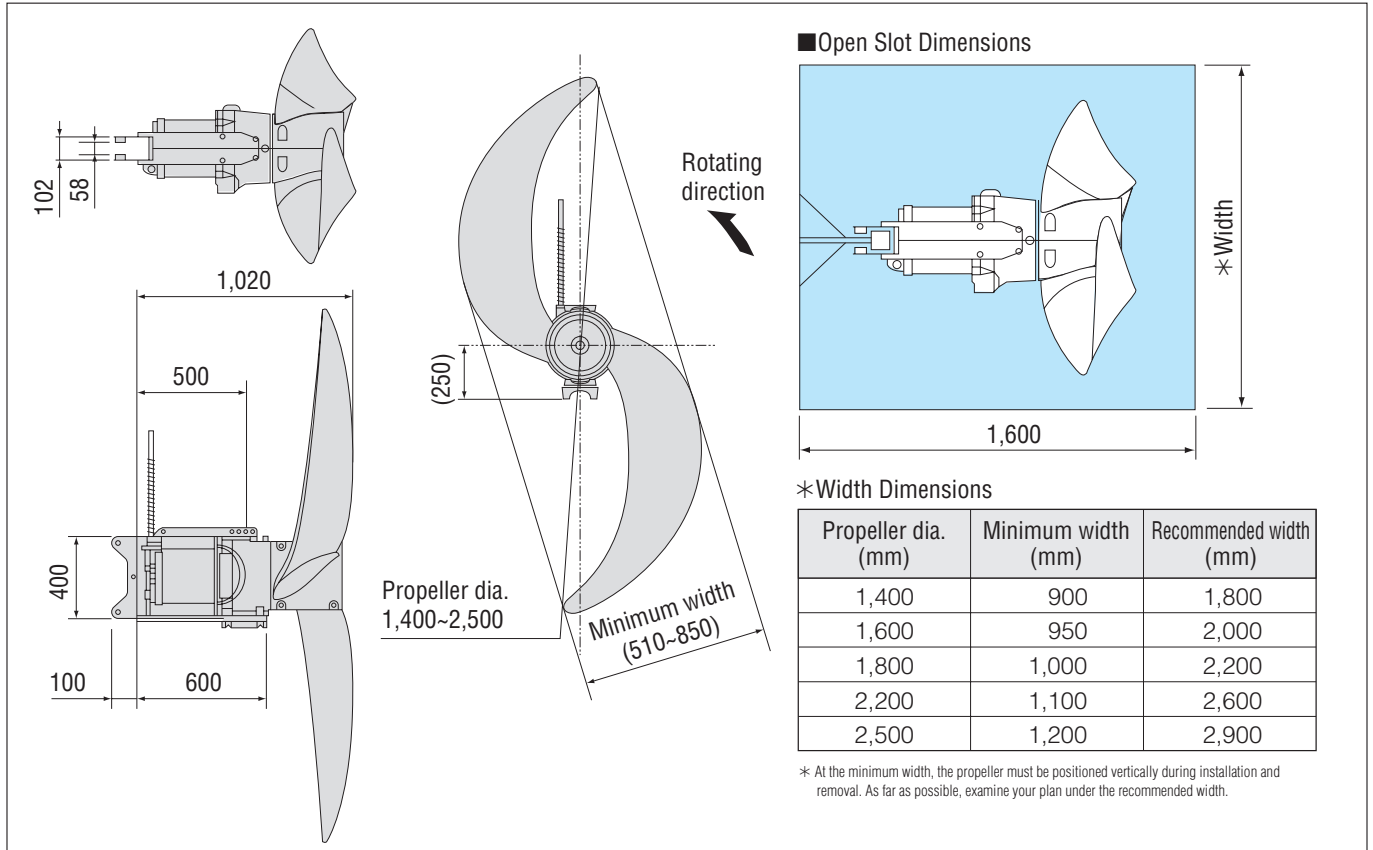 102
58
1,020
500
400
100
600
(250)
Propeller dia.
1,400~2,500
Minimum width
(510~850)
Rotating
direction
■Open Slot Dimensions
＊Width
1,600
＊Width Dimensions
Propeller dia. (mm) Minimum width (mm) Recommended width (mm)
1,400 900 1,800
1,600 950 2,000
1,800 1,000 2,200
2,200 1,100 2,600
2,500 1,200 2,900
＊ At the minimum width, the propeller must be positioned vertically during installation and
removal. As far as possible, examine your plan under the recommended width.